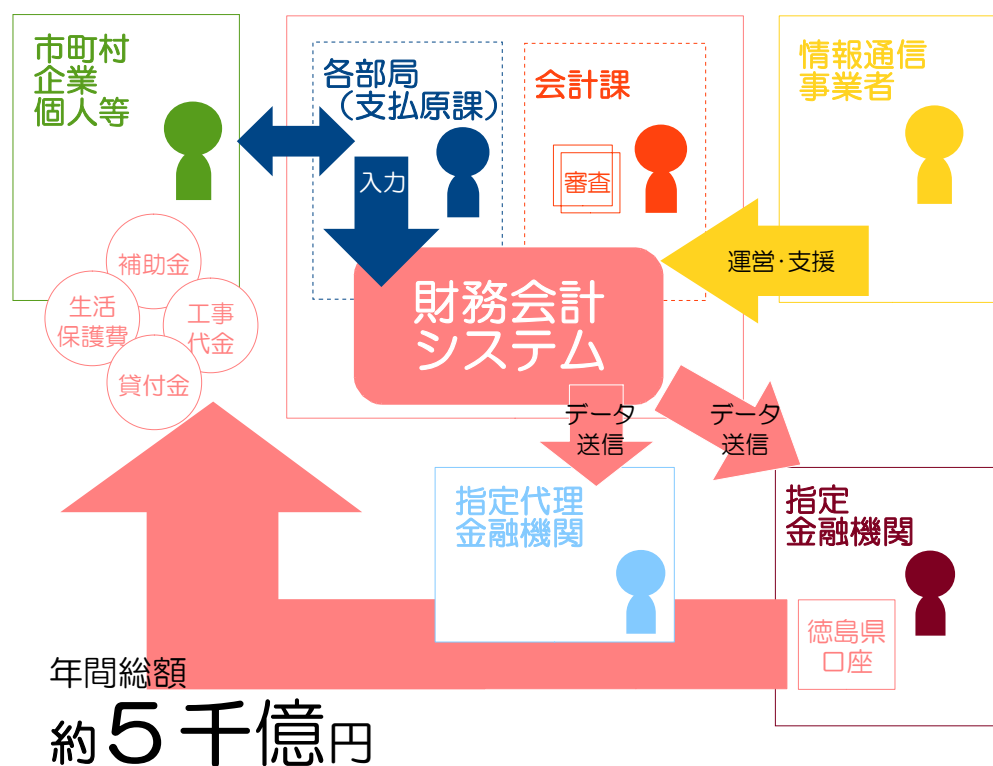 市町村
企業
個人等
各部局
（支払原課）
会計課
情報通信
事業者
入力
審査
運営・支援
補助金
生活
保護費
工事
代金
貸付金
財務会計
システム
データ
送信
データ
送信
指定代理
金融機関
指定
金融機関
徳島県
口座
年間総額
約５千億円